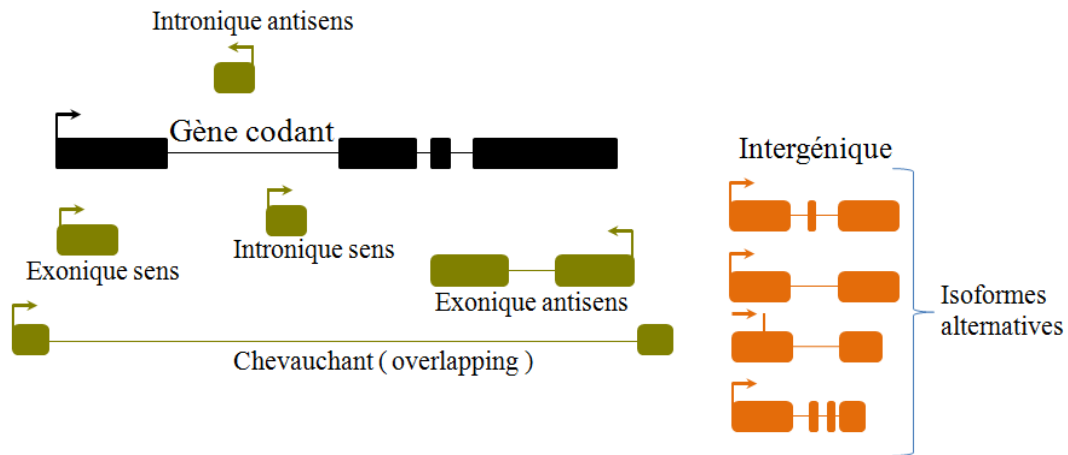 Intronique antisens
Gène codant
Intergénique
Exonique sens
Intronique sens
Exonique antisens
Chevauchant ( overlapping )
Isoformes
alternatives